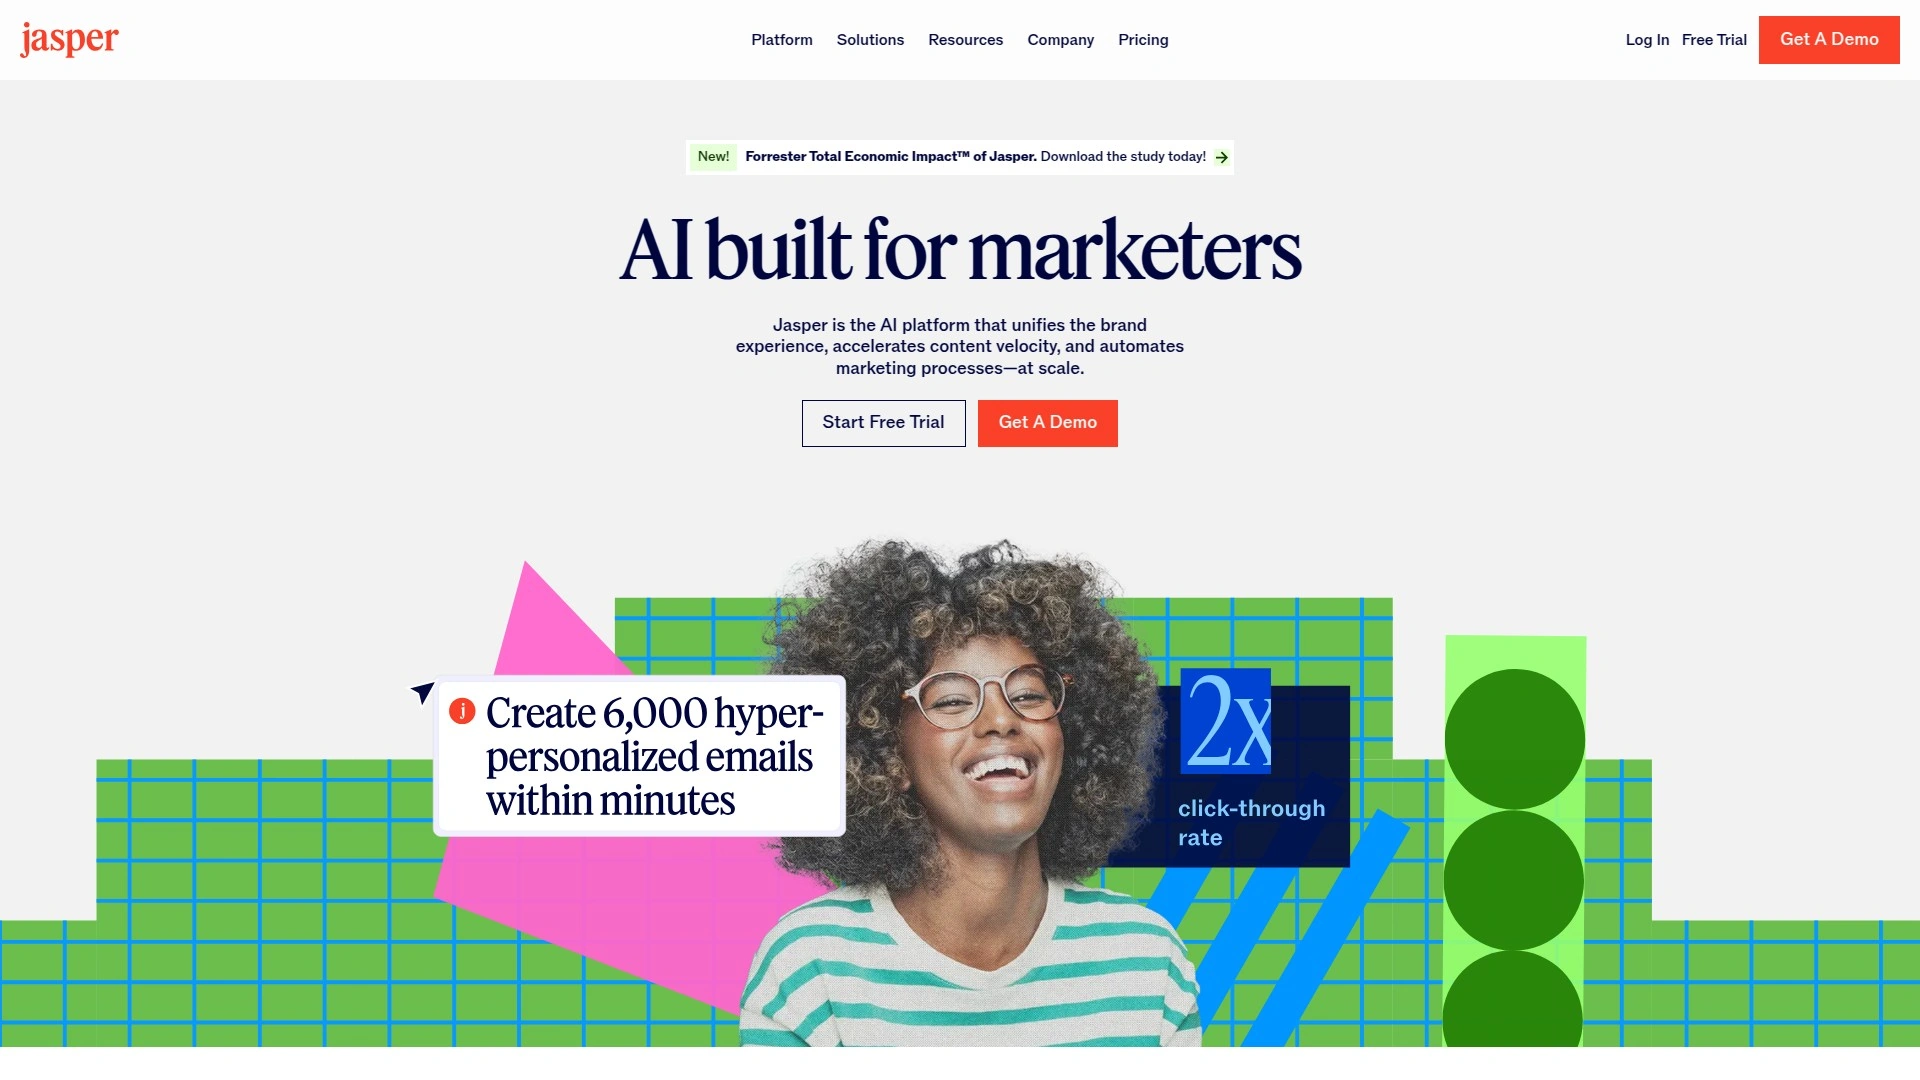 jasper
Platform Solutions Resources Company Pricing
Log In Free Trial Get A Demo
New! Forrester Total Economic Impact™ of Jasper. Download the study today!
AI built for marketers
Jasper is the AI platform that unifies the brand
experience, accelerates content velocity, and automates
marketing processes—at scale.
Start Free Trial Get A Demo
j Create 6,000 hyper-
personalized emails
within minutes
2x
click-through
rate